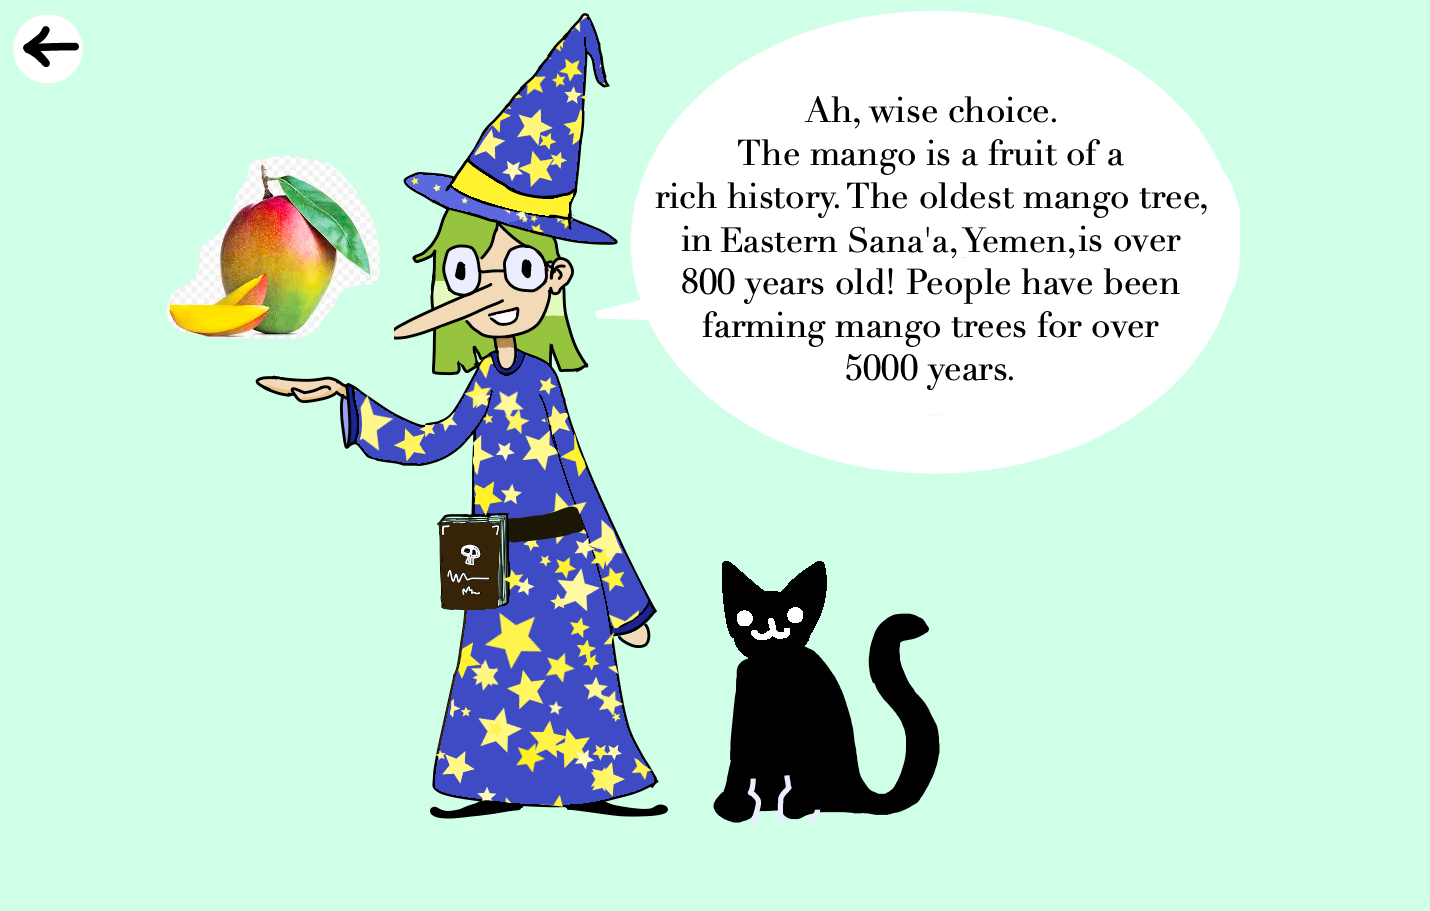 Ah, wise choice.
The mango is a fruit of a
rich history. The oldest mango tree,
in Eastern Sana'a, Yemen, is over
800 years old! People have been
farming mango trees for over
5000 years.